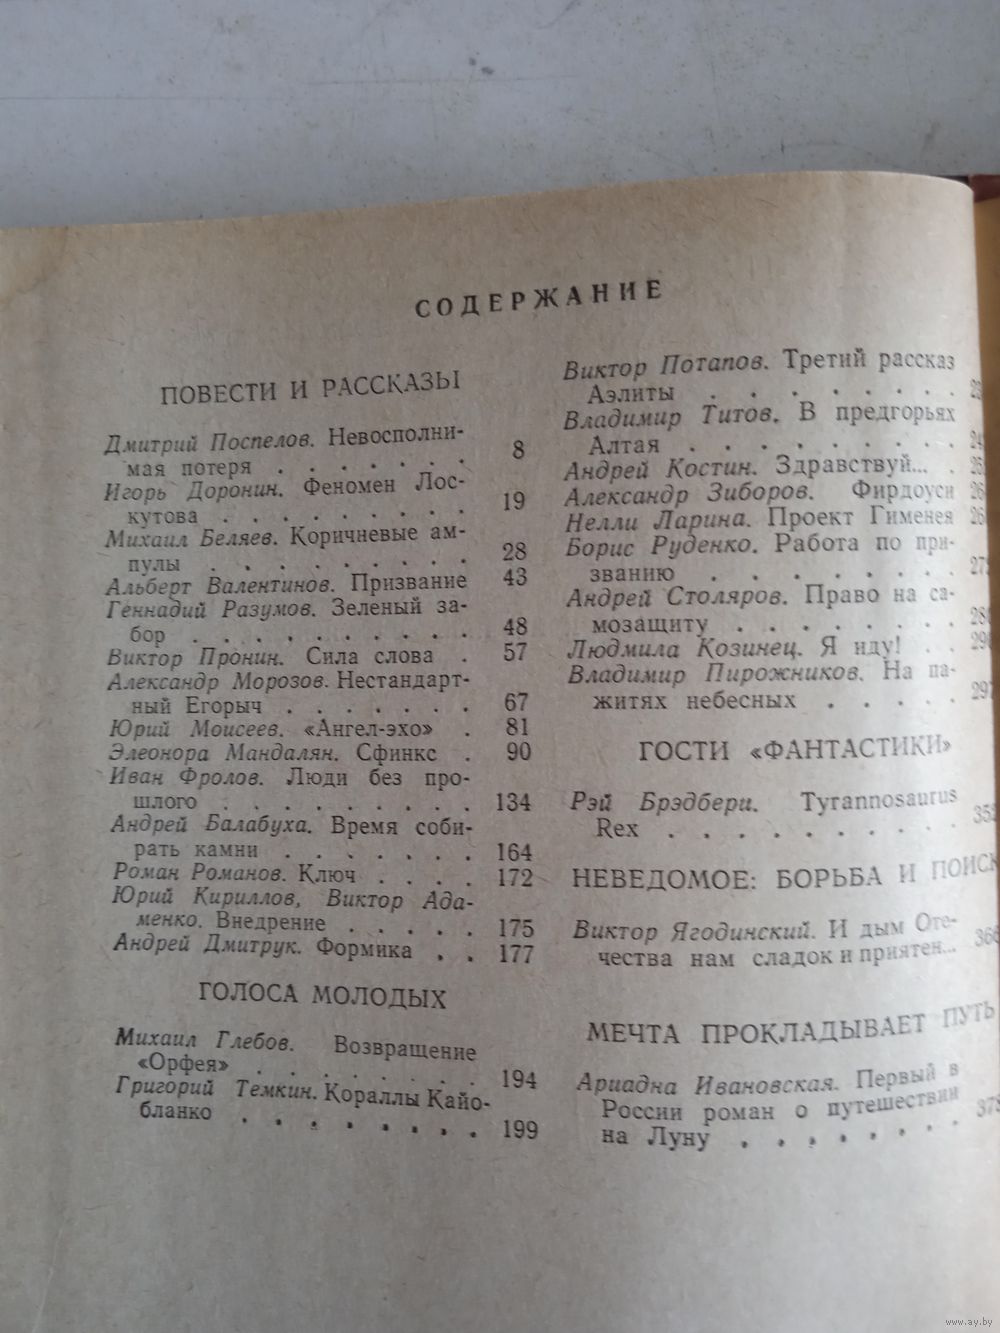 СОДЕРЖАНИЕ
ПОВЕСТИ И РАССКАЗЫ
Дмитрий Поспелов. Невосполни-
мая потеря . . . . . . 8
Игорь Доронин. Феномен Лос-
кутова . . . . . . . . 19
Михаил Беляев. Коричневые ам-
пулы . . . . . . . . 28
Альберт Валентинов. Призвание 43
Геннадий Разумов. Зеленый за-
бор . . . . . . . . . 48
Виктор Пронин. Сила слова . 57
Александр Морозов. Нестандарт-
ный Егорыч . . . . . . 67
Юрий Моисеев. «Ангел-эхо» . 81
Элеонора Мандалян. Сфинкс . 90
Иван Фролов. Люди без про-
шлого . . . . . . . . 134
Андрей Балабуха. Время соби-
рать камни . . . . . . 164
Роман Романов. Ключ . . . . 172
Юрий Кириллов, Виктор Ада-
менко. Внедрение . . . . . 175
Андрей Дмитрук. Формика . . 177
ГОЛОСА МОЛОДЫХ
Михаил Глебов. Возвращение
«Орфея» . . . . . . . 194
Григорий Темкин. Кораллы Кайо-
бланко . . . . . . . . 199
Виктор Потапов. Третий рассказ
Аэлиты . . . . . . .
Владимир Титов. В предгорьях
Алтая . . . . . . . .
Андрей Костин. Здравствуй... .
Александр Зиборов. Фирдоуси
Нелли Ларина. Проект Гименея
Борис Руденко. Работа по при-
званию . . . . . . .
Андрей Столяров. Право на са-
мозащиту . . . . . . .
Людмила Козинец. Я иду! . .
Владимир Пирожников. На па-
житях небесных . . . . . 297
ГОСТИ «ФАНТАСТИКИ»
Рэй Брэдбери. Tyrannosaurus
Rex . . . . . . . . .
НЕВЕДОМОЕ: БОРЬБА И ПОИСК
Виктор Ягодинский. И дым Оте-
чества нам сладок и приятен...
МЕЧТА ПРОКЛАДЫВАЕТ ПУТЬ
Ариадна Ивановская. Первый в
России роман о путешествии
на Луну . . . . . . . .
www.ay.by